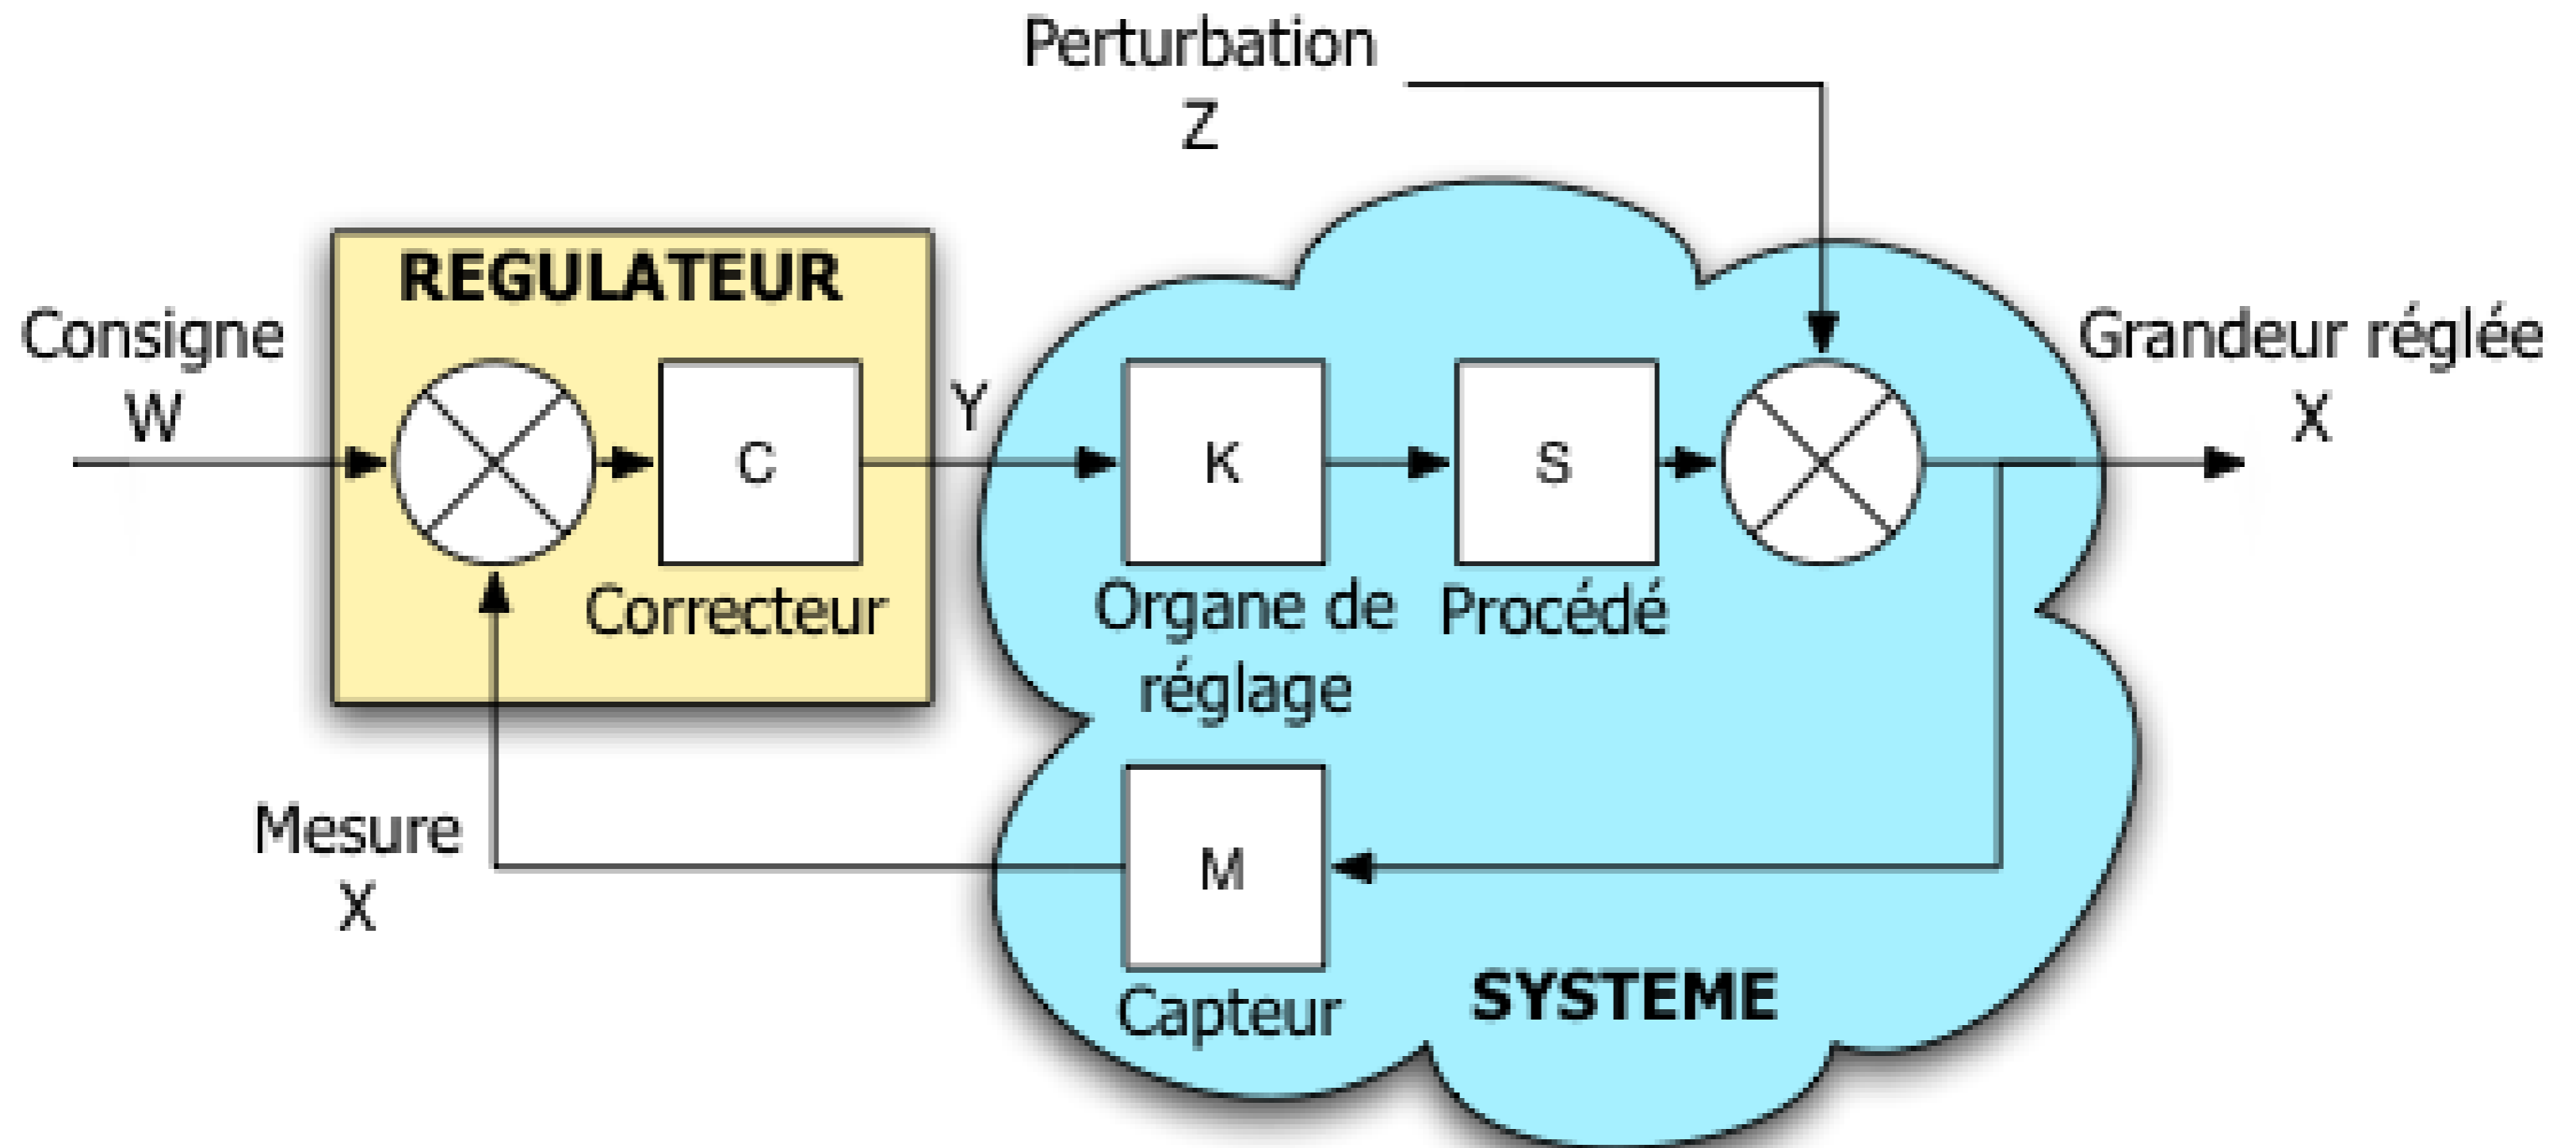 Perturbation
Z
REGULATEUR
Consigne
W
Grandeur réglée
X
Y
C
K
S
Correcteur
Organe de
réglage
Procédé
Mesure
X
M
Capteur
SYSTEME